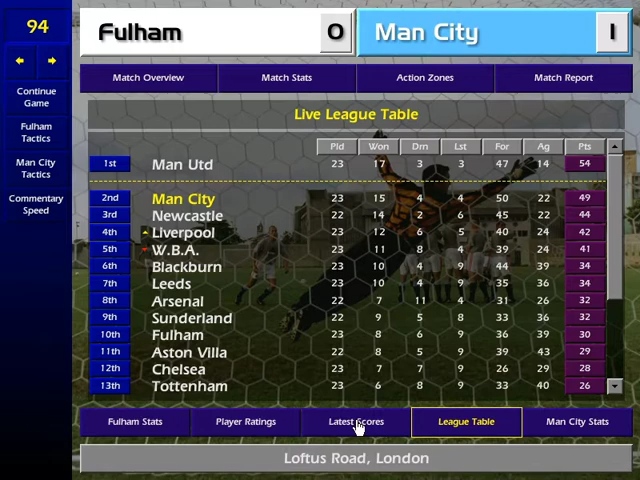 94
Continue
Game
Fulham
Tactics
Man City
Tactics
Commentary
Speed
Fulham 0 Man City 1
Match Overview Match Stats Action Zones Match Report
Live League Table
Pld Won Drn Lst For Ag Pts
1st Man Utd 23 17 3 3 47 14 54
2nd Man City 23 15 4 4 50 22 49
3rd Newcastle 22 14 2 6 45 22 44
4th Liverpool 23 12 6 5 40 24 42
5th W.B.A. 23 11 8 4 39 24 41
6th Blackburn 23 10 4 9 44 39 34
7th Leeds 23 10 4 9 35 36 34
8th Arsenal 22 7 11 4 31 26 32
9th Sunderland 22 9 5 8 33 36 32
10th Fulham 23 8 6 9 36 39 30
11th Aston Villa 22 8 5 9 39 43 29
12th Chelsea 23 7 7 9 26 29 28
13th Tottenham 23 6 8 9 33 40 26
Fulham Stats Player Ratings Latest Scores League Table Man City Stats
Loftus Road, London